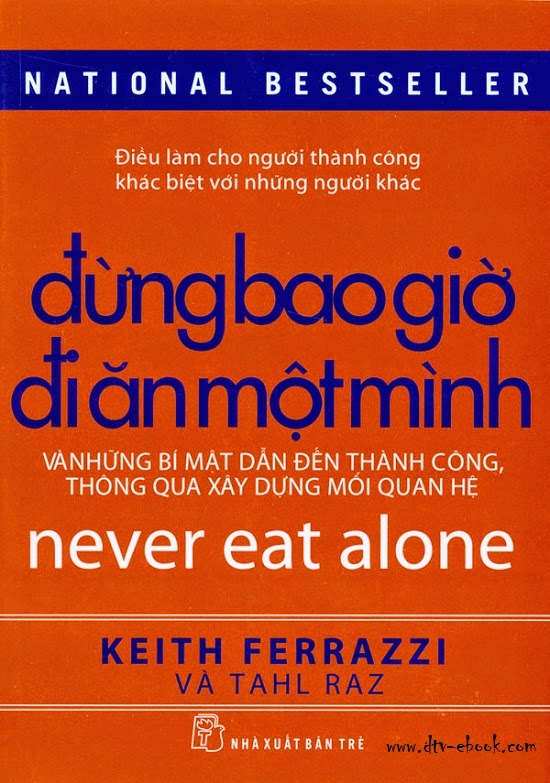 NATIONAL BESTSELLER
Điều làm cho người thành công
khác biệt với những người khác
đừng bao giờ
đi ăn một mình
VÀ NHỮNG BÍ MẬT DẪN ĐẾN THÀNH CÔNG,
THÔNG QUA XÂY DỰNG MỐI QUAN HỆ
never eat alone
KEITH FERRAZZI
VÀ TAHL RAZ
NHÀ XUẤT BẢN TRẺ
www.dtv-ebook.com